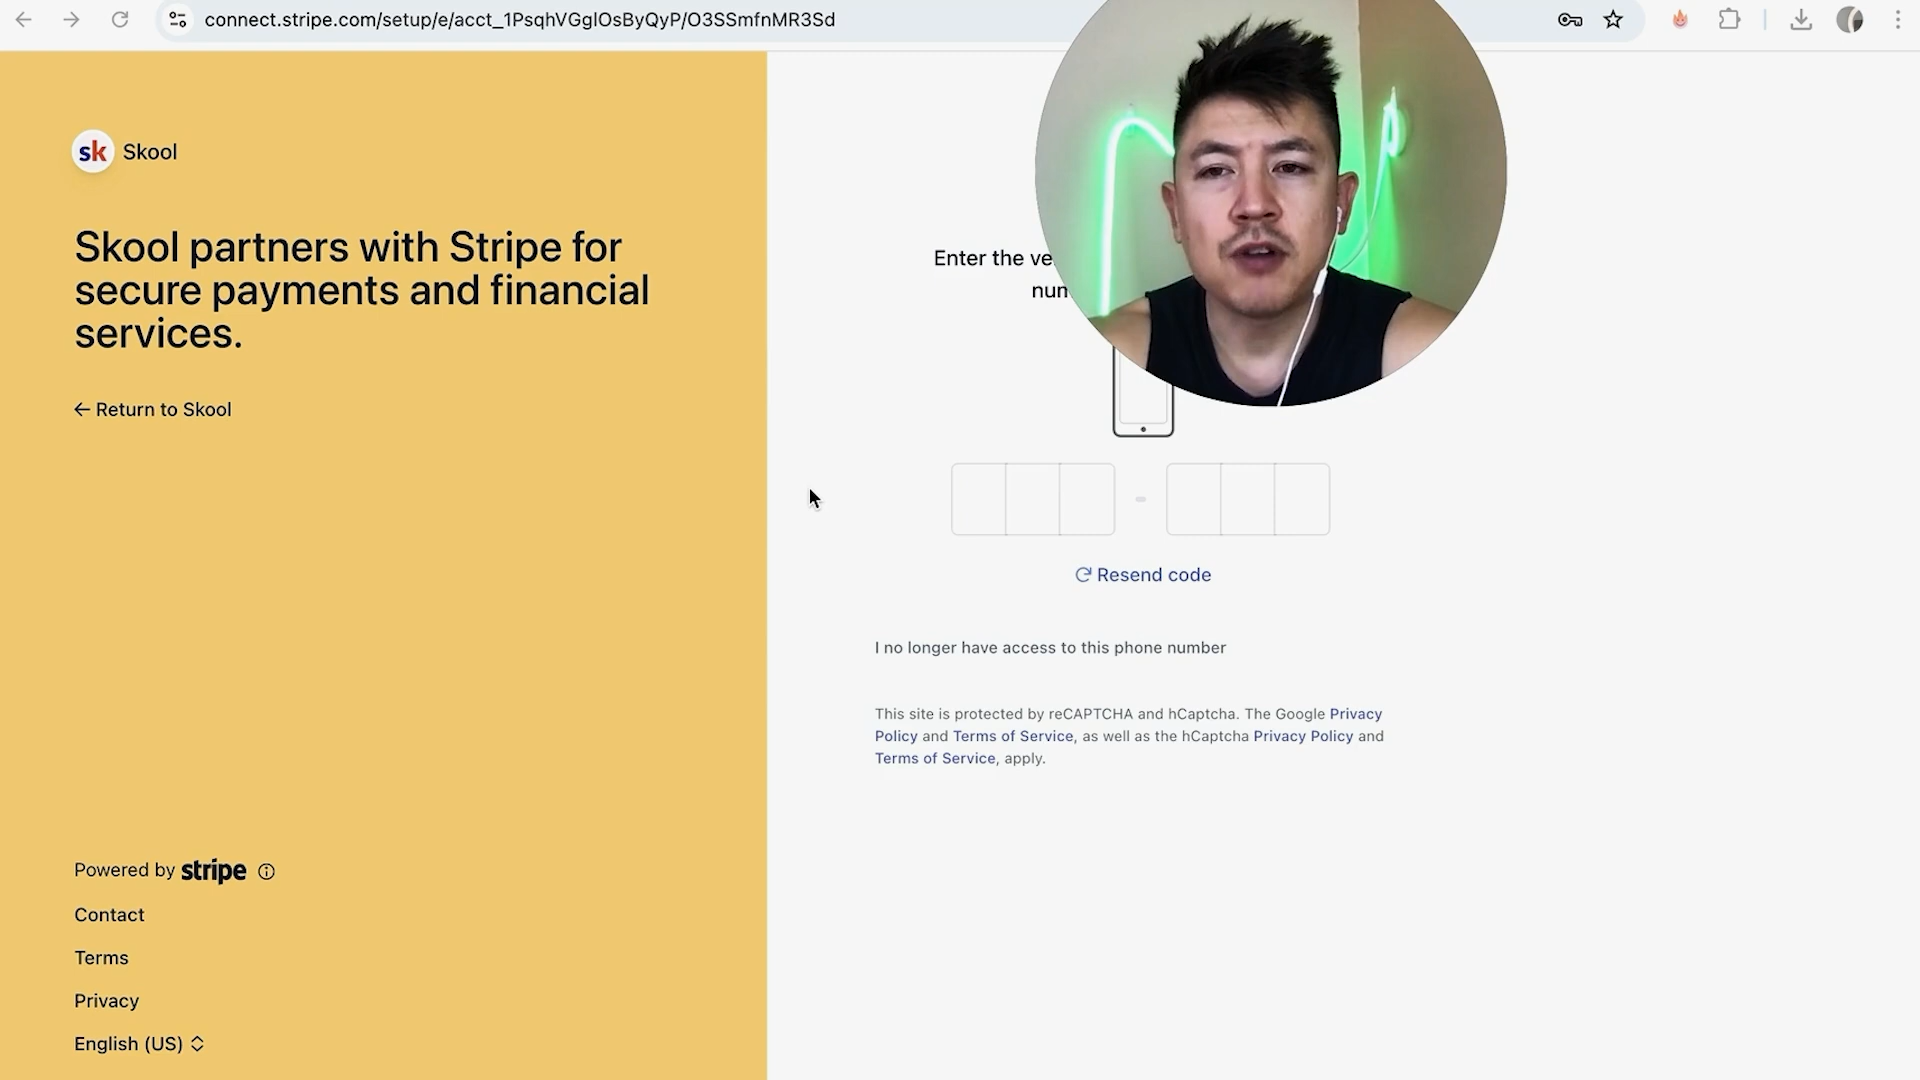 connect.stripe.com/setup/e/acct_1PsqhVGglOsByQyP/O3SSmfnMR3Sd
sk Skool
Skool partners with Stripe for
secure payments and financial
services.
← Return to Skool
Powered by stripe
Contact
Terms
Privacy
English (US)
Enter the
Resend code
I no longer have access to this phone number
This site is protected by reCAPTCHA and hCaptcha. The Google Privacy
Policy and Terms of Service, as well as the hCaptcha Privacy Policy and
Terms of Service, apply.